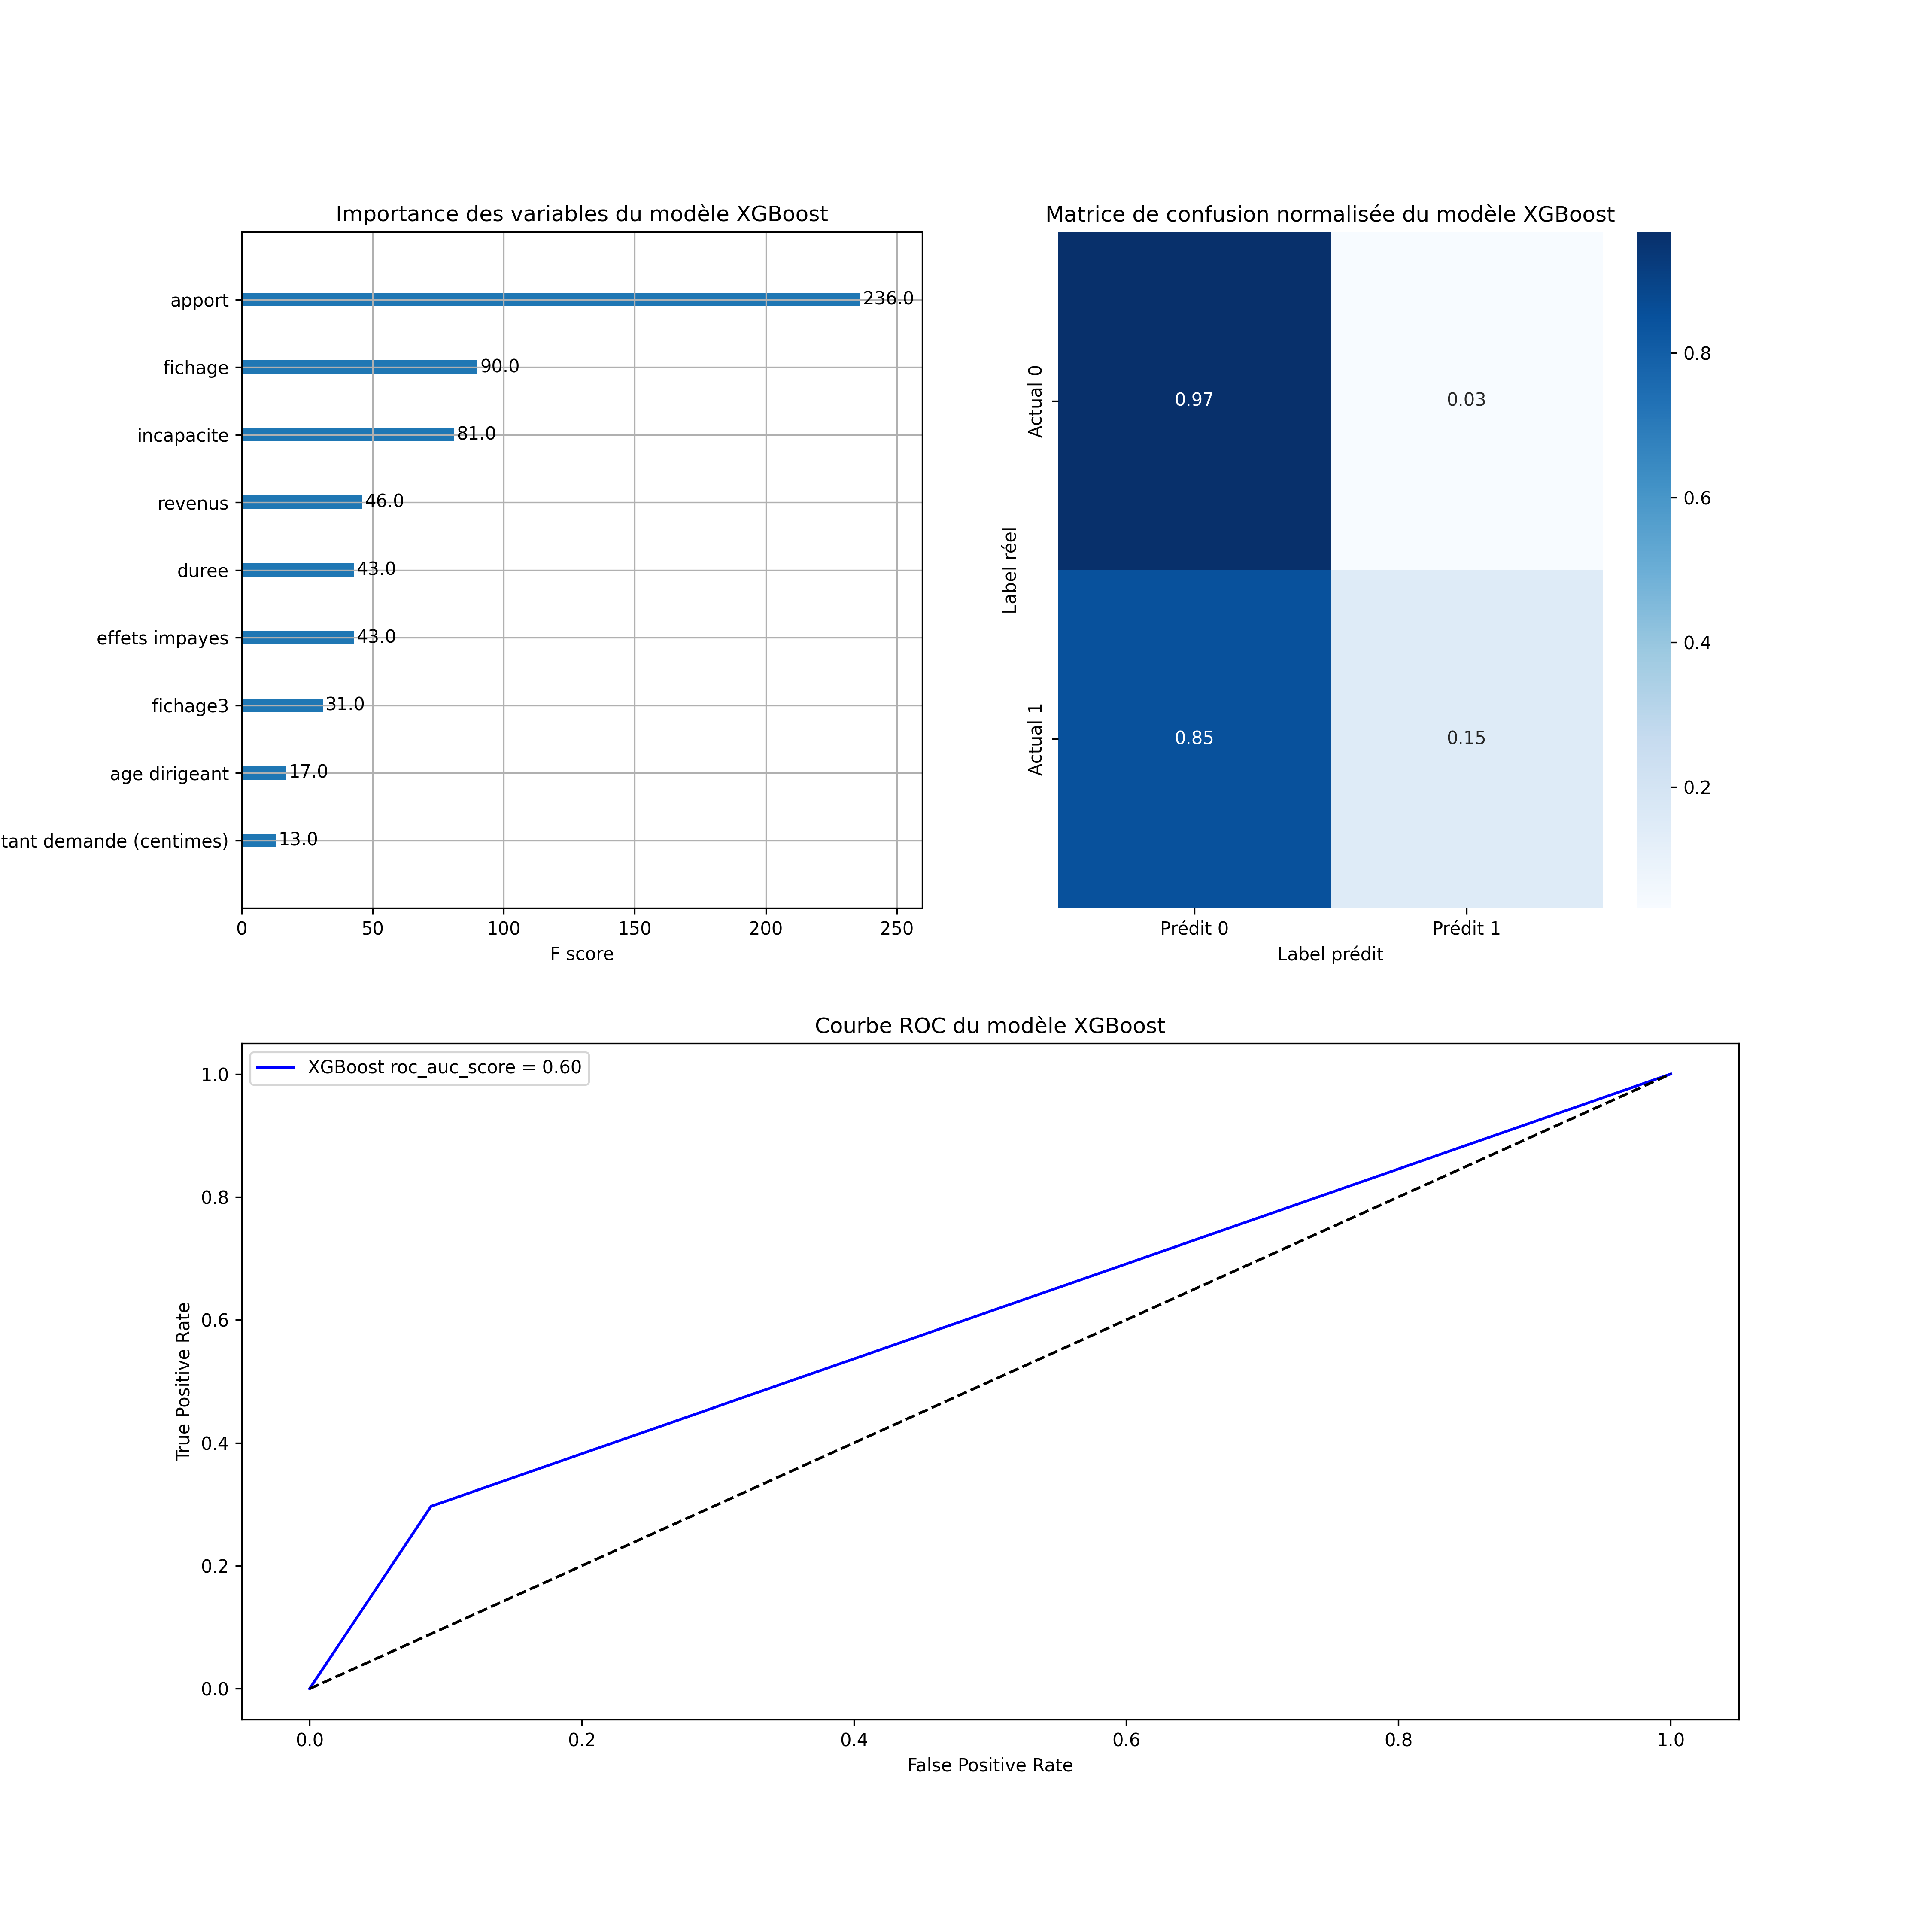 Importance des variables du modèle XGBoost
apport
236.0
fichage
90.0
incapacite
81.0
revenus
46.0
duree
43.0
effets impayes
43.0
fichage3
31.0
age dirigeant
17.0
tant demande (centimes)
13.0
0 50 100 150 200 250
F score
Matrice de confusion normalisée du modèle XGBoost
Label réel
Actual 0
0.97 0.03
Actual 1
0.85 0.15
Prédit 0 Prédit 1
Label prédit
0.8
0.6
0.4
0.2
Courbe ROC du modèle XGBoost
XGBoost roc_auc_score = 0.60
True Positive Rate
1.0
0.8
0.6
0.4
0.2
0.0
0.0 0.2 0.4 0.6 0.8 1.0
False Positive Rate